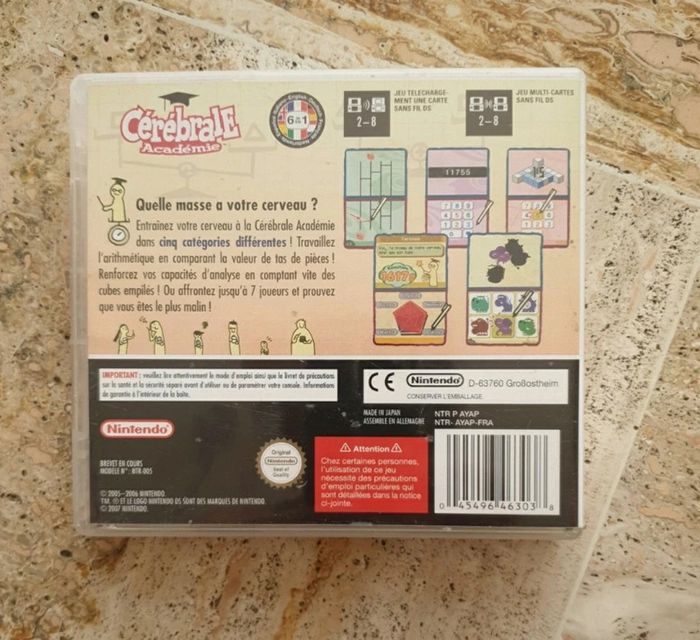 Cérébrale
Académie
6 en 1
2-8
JEU TÉLÉCHARGE-
MENT UNE CARTE
SANS FIL DS
2-8
JEU MULTI-CARTES
SANS FIL DS
11755
Quelle masse a votre cerveau ?
Entrainez votre cerveau à la Cérébrale Académie
dans cinq catégories différentes ! Travaillez
l'arithmétique en comparant la valeur de tas de pièces !
Renforcez vos capacités d'analyse en comptant vite des
cubes empilés ! Ou affrontez jusqu'à 7 joueurs et prouvez
que vous êtes le plus malin !
IMPORTANT : veuillez lire attentivement le mode d'emploi ainsi que le livret de précautions
sur la santé et la sécurité séparé avant d'utiliser ou de paramétrer votre console. Informations
de garantie à l'intérieur de la boîte.
CE Nintendo D-63760 Großostheim
CONSERVER L'EMBALLAGE.
MADE IN JAPAN
ASSEMBLÉ EN ALLEMAGNE
NTR P AYAP
NTR- AYAP-FRA
Nintendo
BREVET EN COURS
MODÈLE N° : NTR-005
Original
Nintendo
Seal of
Quality
Attention
Chez certaines personnes,
l'utilisation de ce jeu
nécessite des précautions
d'emploi particulières qui
sont détaillées dans la notice
ci-jointe.
© 2005-2006 NINTENDO.
TM, ® ET LE LOGO NINTENDO DS SONT DES MARQUES DE NINTENDO.
© 2007 NINTENDO.
0 45496 46303 8